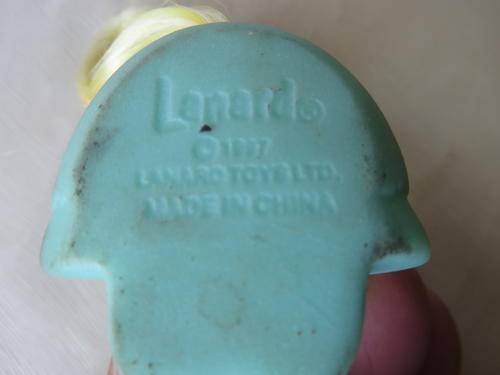 Lanard®
© 1997
LANARD TOYS LTD.
MADE IN CHINA